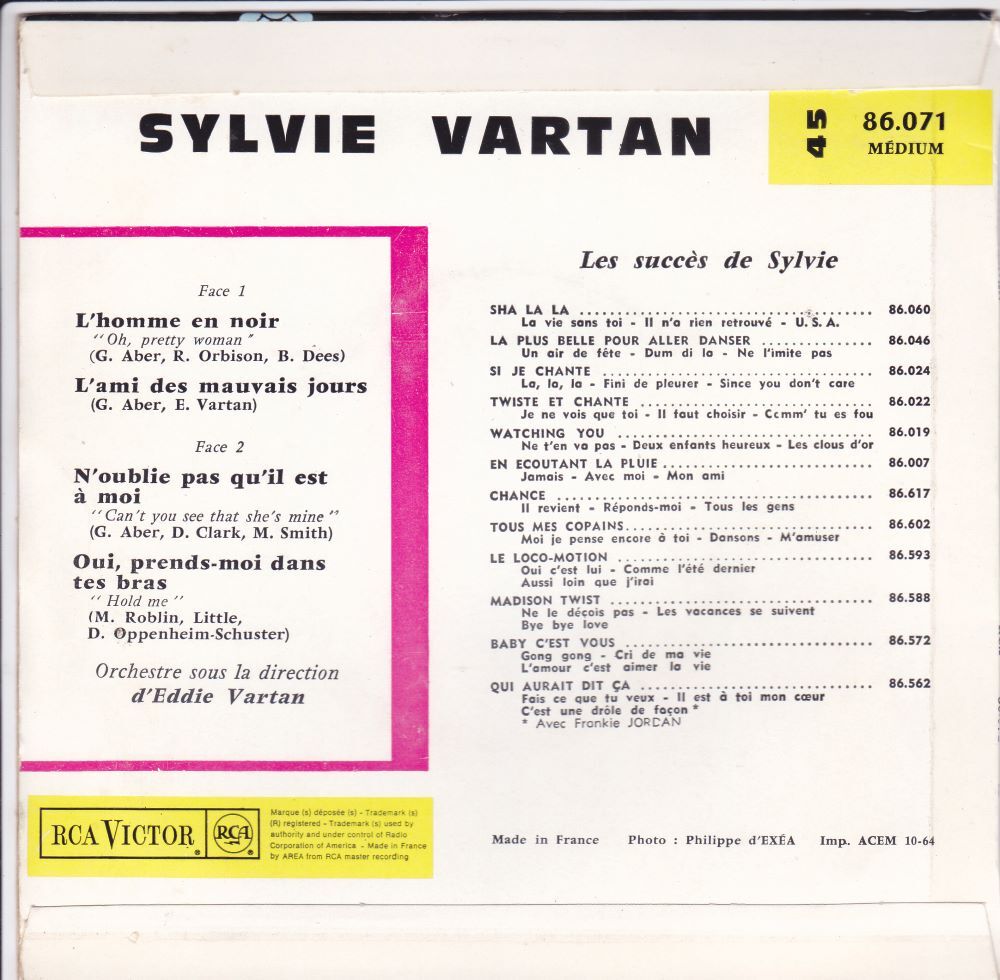 SYLVIE VARTAN
45
86.071
MÉDIUM
Face 1
L'homme en noir
"Oh, pretty woman"
(G. Aber, R. Orbison, B. Dees)
L'ami des mauvais jours
(G. Aber, E. Vartan)
Face 2
N'oublie pas qu'il est
à moi
"Can't you see that she's mine"
(G. Aber, D. Clark, M. Smith)
Oui, prends-moi dans
tes bras
"Hold me"
(M. Roblin, Little,
D. Oppenheim-Schuster)
Orchestre sous la direction
d'Eddie Vartan
Les succès de Sylvie
SHA LA LA ........................................ 86.060
La vie sans toi - Il n'a rien retrouvé - U.S.A.
LA PLUS BELLE POUR ALLER DANSER ................ 86.046
Un air de fête - Dum di la - Ne l'imite pas
SI JE CHANTE ..................................... 86.024
La, la, la - Fini de pleurer - Since you don't care
TWISTE ET CHANTE ................................. 86.022
Je ne vois que toi - Il faut choisir - Comm' tu es fou
WATCHING YOU ..................................... 86.019
Ne t'en va pas - Deux enfants heureux - Les clous d'or
EN ECOUTANT LA PLUIE............................... 86.007
Jamais - Avec moi - Mon ami
CHANCE ........................................... 86.617
Il revient - Réponds-moi - Tous les gens
TOUS MES COPAINS................................... 86.602
Moi je pense encore à toi - Dansons - M'amuser
LE LOCO-MOTION ................................... 86.593
Oui c'est lui - Comme l'été dernier
Aussi loin que j'irai
MADISON TWIST .................................... 86.588
Ne le déçois pas - Les vacances se suivent
Bye bye love
BABY C'EST VOUS .................................. 86.572
Gong gong - Cri de ma vie
L'amour c'est aimer la vie
QUI AURAIT DIT ÇA ................................ 86.562
Fais ce que tu veux - Il est à toi mon cœur
C'est une drôle de façon *
* Avec Frankie JORDAN
RCA VICTOR ® RCA ®
Marque (s) déposée (s) - Trademark (s)
(R) registered - Trademark (s) used by
authority and under control of Radio
Corporation of America - Made in France
by AREA from RCA master recording
Made in France Photo : Philippe d'EXÉA Imp. ACEM 10-64